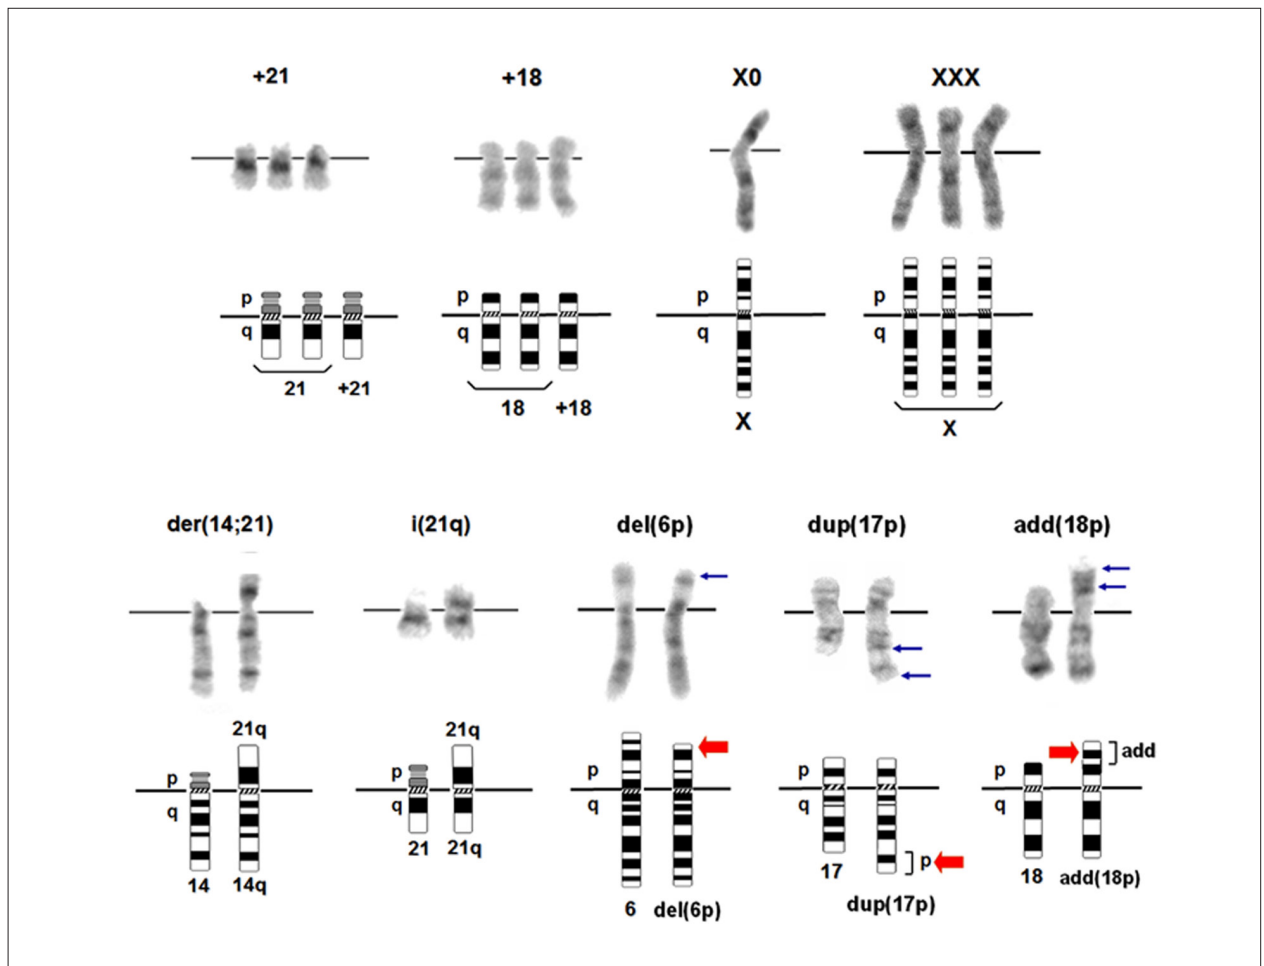 +21 +18 X0 XXX
p p p p
q q q q
21 +21 18 +18 X X
der(14;21) i(21q) del(6p) dup(17p) add(18p)
21q 21q
p p p p p add
q q q q q
14 14q 21 21q 6 del(6p) 17 p dup(17p) 18 add(18p)